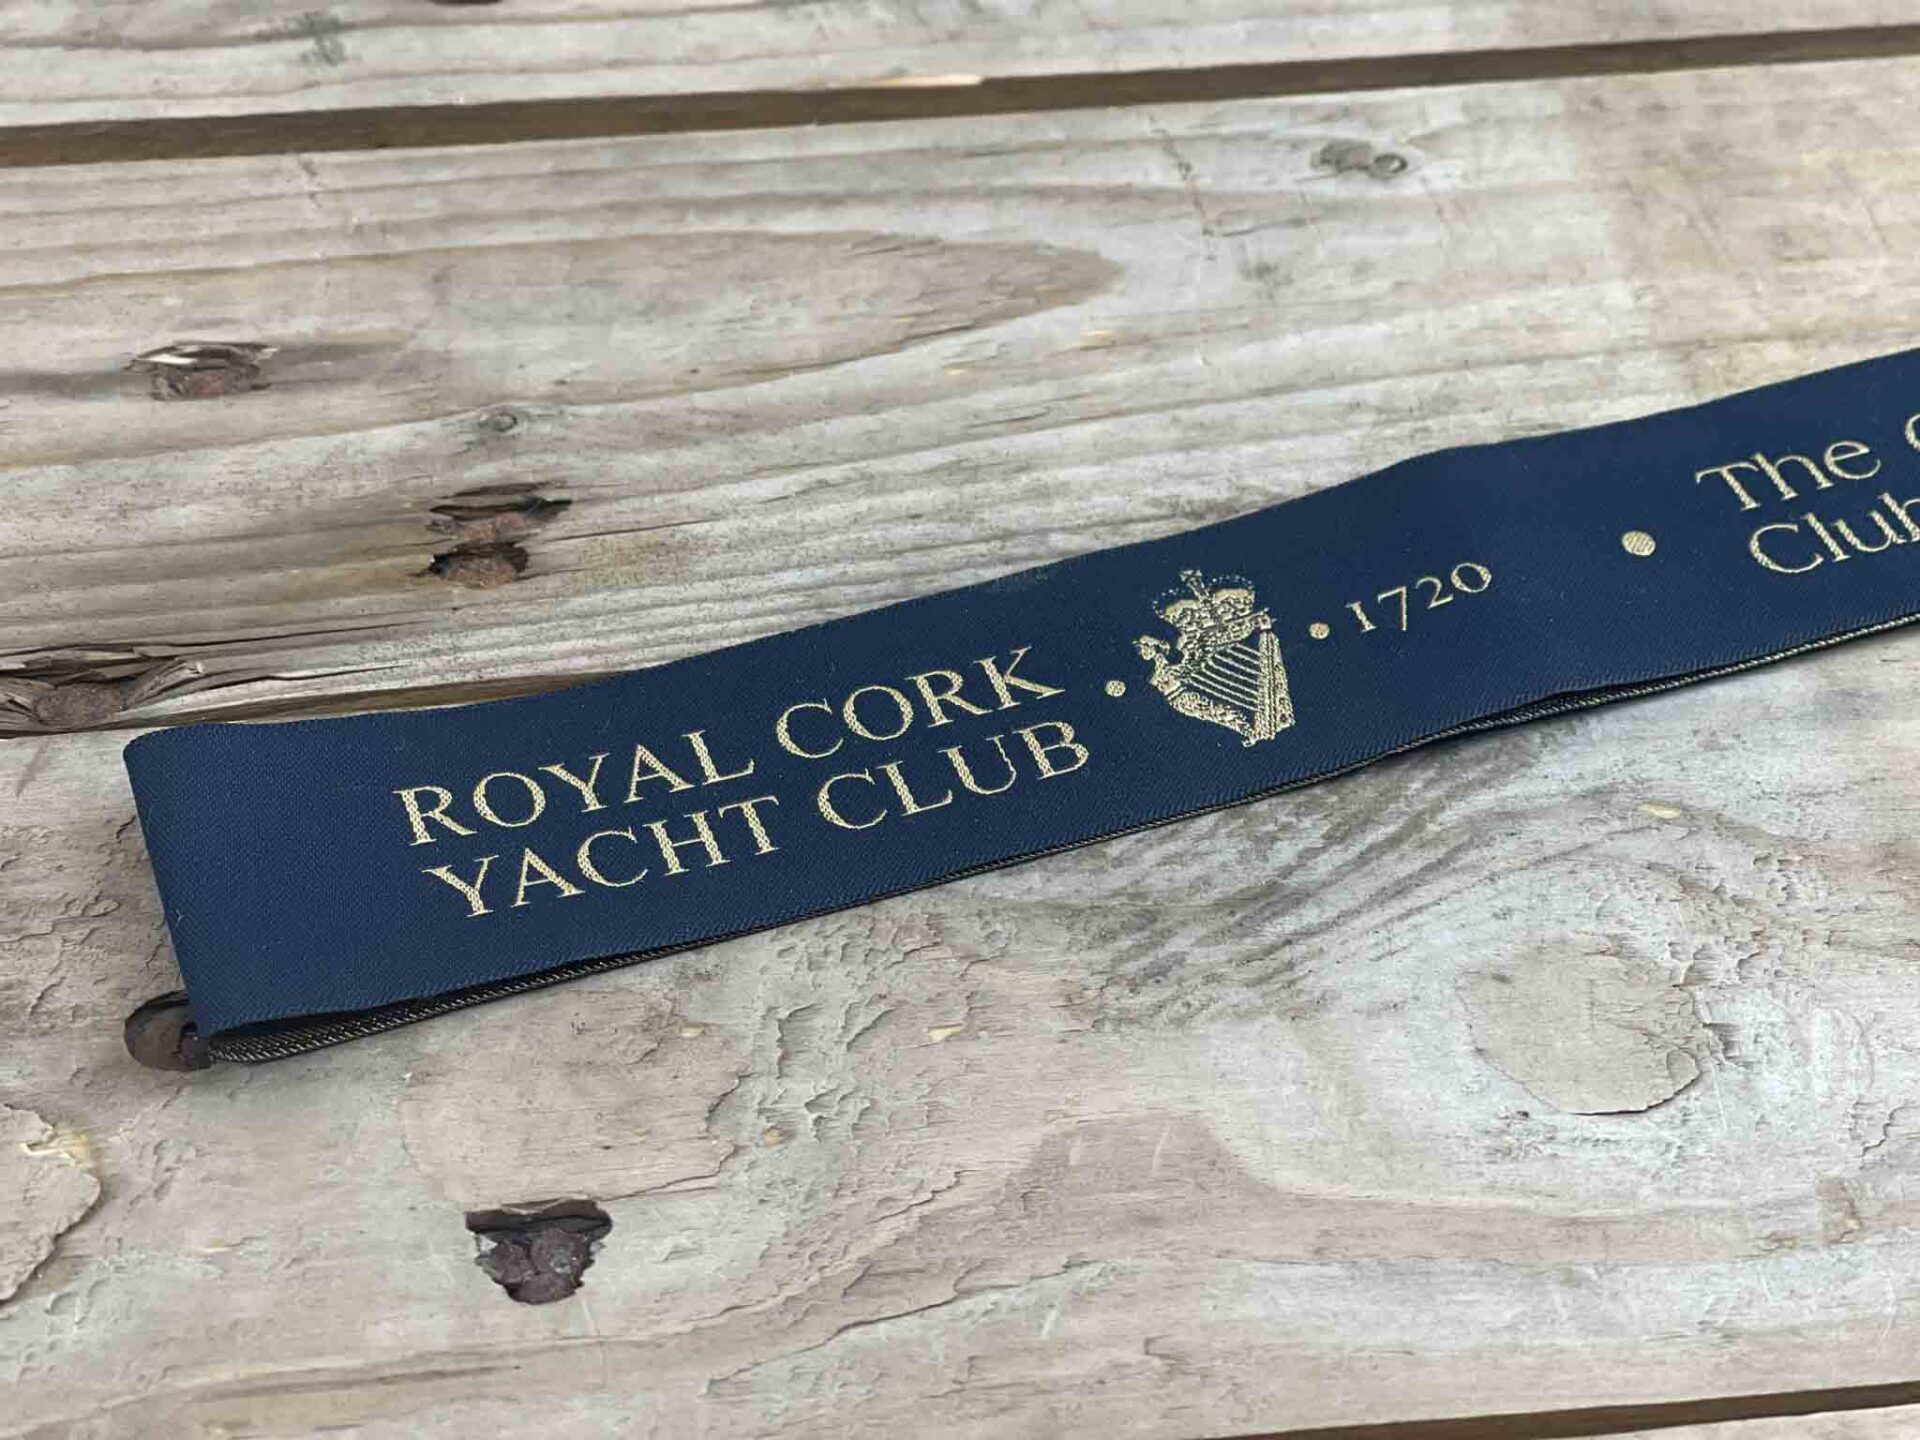 ROYAL CORK
YACHT CLUB
• 1720
The
Club